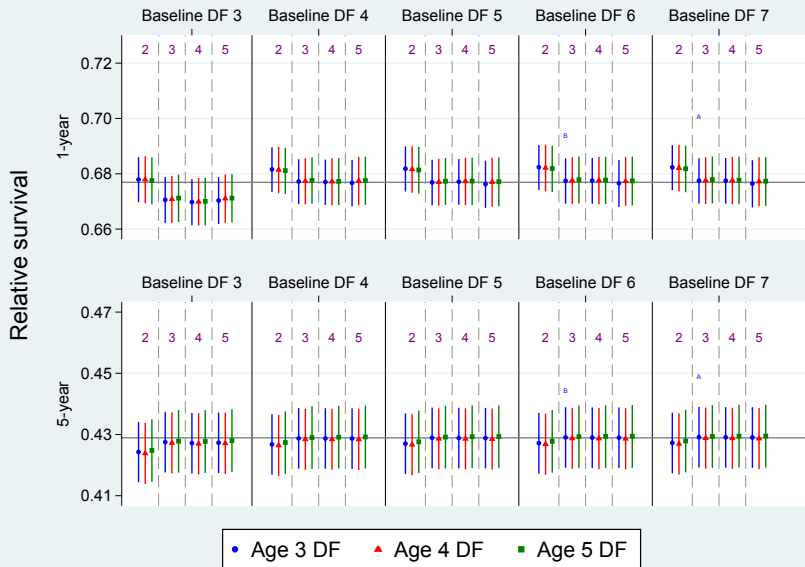 Baseline DF 3 Baseline DF 4 Baseline DF 5 Baseline DF 6 Baseline DF 7
2 3 4 5 2 3 4 5 2 3 4 5 2 3 4 5 2 3 4 5
0.72
0.70
0.68
0.66
1-year
B
A
Relative survival
Baseline DF 3 Baseline DF 4 Baseline DF 5 Baseline DF 6 Baseline DF 7
2 3 4 5 2 3 4 5 2 3 4 5 2 3 4 5 2 3 4 5
0.47
0.45
0.43
0.41
5-year
B
A
Age 3 DF Age 4 DF Age 5 DF